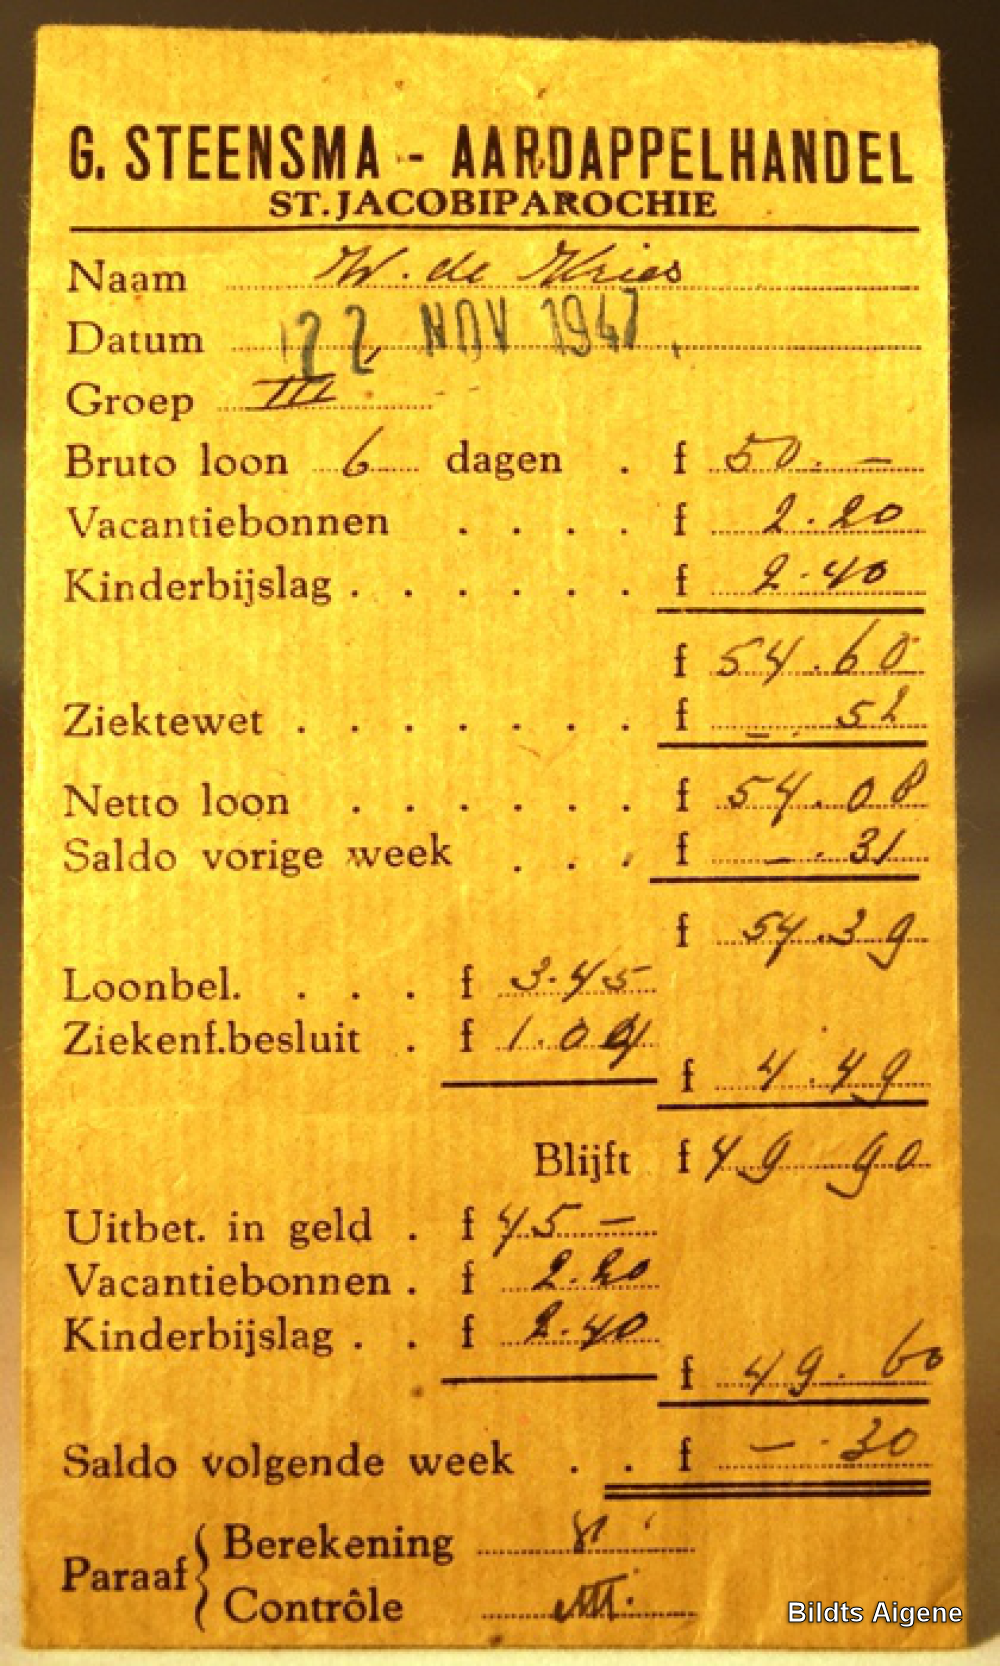 G. STEENSMA - AARDAPPELHANDEL
ST. JACOBIPAROCHIE
Naam W. de Vries
Datum 22 NOV 1947.
Groep III
Bruto loon 6 dagen . f 50.—
Vacantiebonnen . . . . f 2.20
Kinderbijslag . . . . . . f 2.40
f 54.60
Ziektewet . . . . . . . f —.52
Netto loon . . . . . . f 54.08
Saldo vorige week . . . f —.31
f 54.39
Loonbel. . . . f 3.45
Ziekenf.besluit . f 1.04
f 4.49
Blijft f 49 90
Uitbet. in geld . f 45 —
Vacantiebonnen . f 2.20
Kinderbijslag . . f 2.40
f 49.60
Saldo volgende week . . f —.30
Paraaf { Berekening
Contrôle
Bildts Aigene